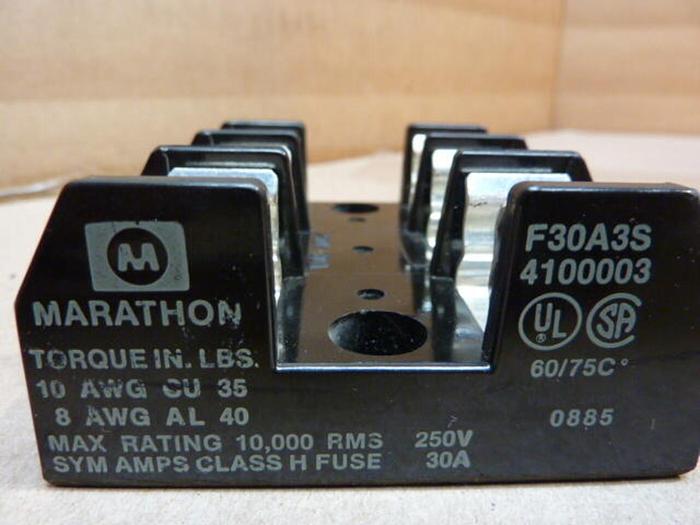 M
MARATHON
TORQUE IN. LBS.
10 AWG CU 35
8 AWG AL 40
MAX RATING 10,000 RMS 250V
SYM AMPS CLASS H FUSE 30A
F30A3S
4100003
UL ® SA
60/75C°
0885